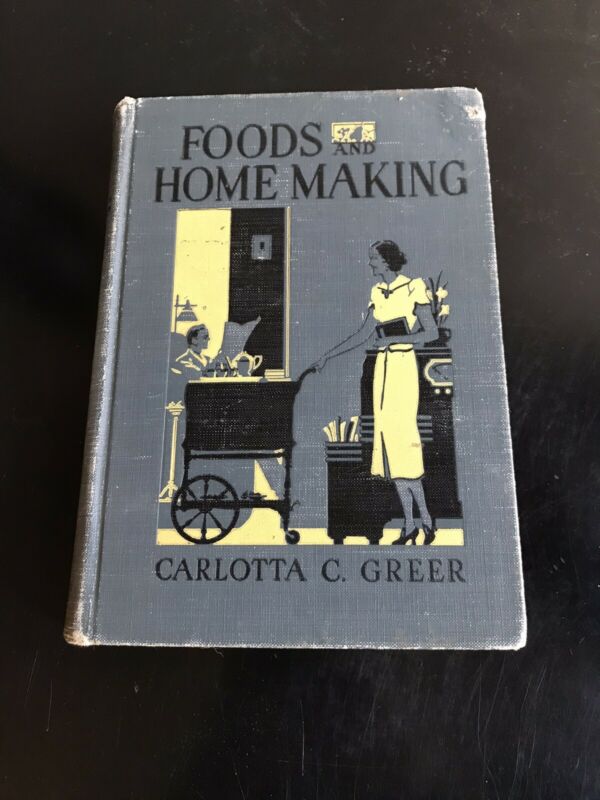 FOODS AND
HOME MAKING
CARLOTTA C. GREER